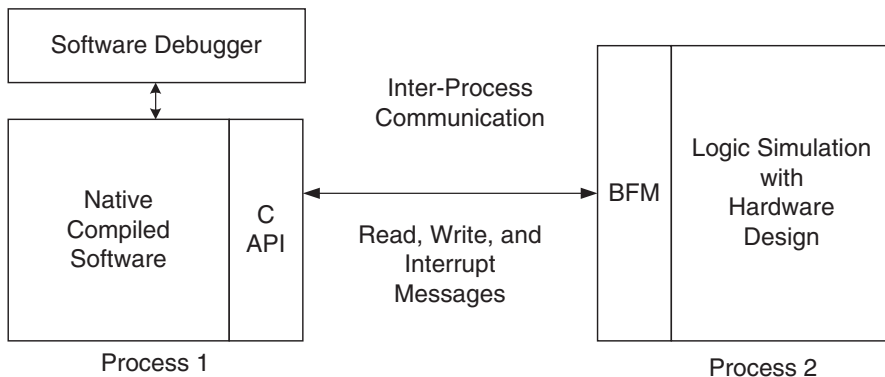 Software Debugger
Native
Compiled
Software
C
API
Process 1
Inter-Process
Communication
Read, Write, and
Interrupt
Messages
BFM
Logic Simulation
with
Hardware
Design
Process 2